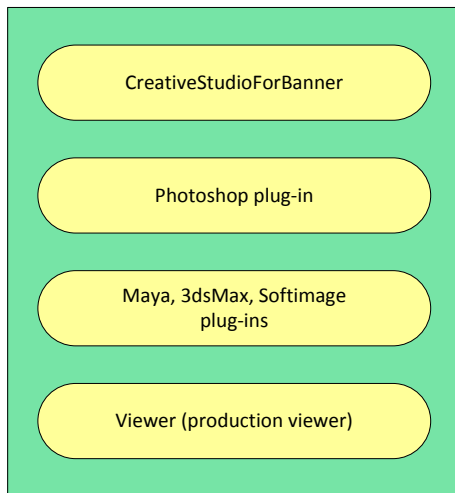 CreativeStudioForBanner
Photoshop plug-in
Maya, 3dsMax, Softimage
plug-ins
Viewer (production viewer)